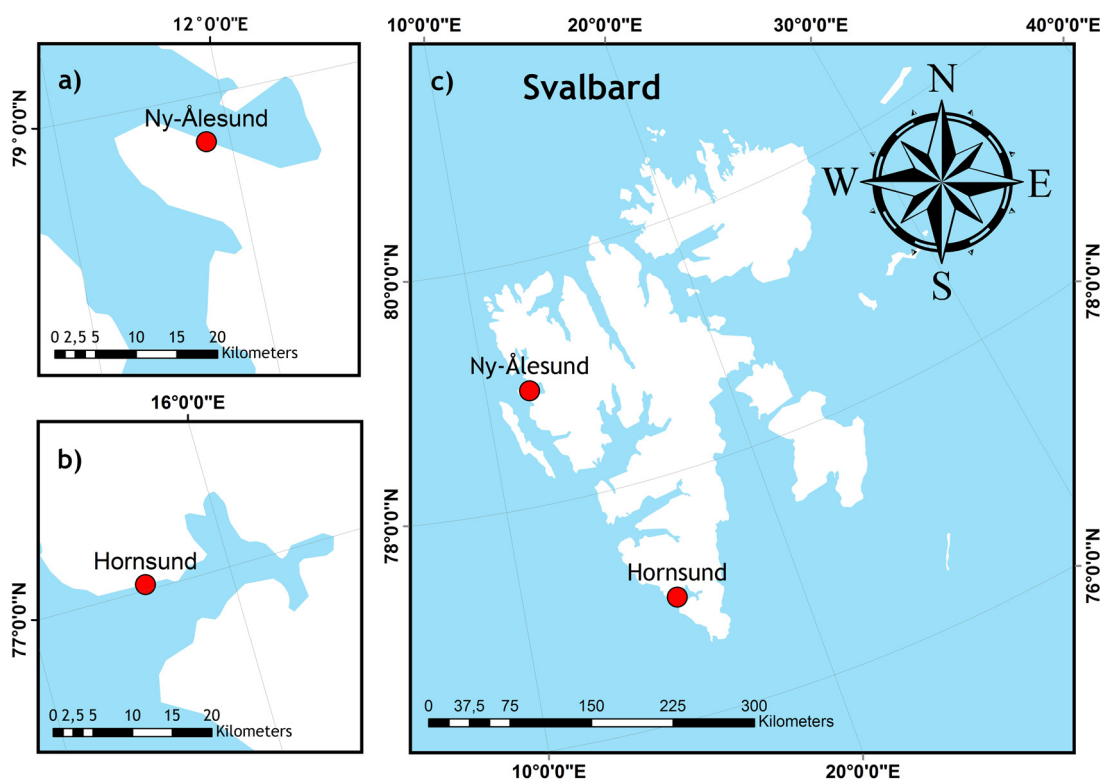 12°0'0"E
a)
79°0'0"N
Ny-Ålesund
0 2,5 5 10 15 20
Kilometers
16°0'0"E
b)
Hornsund
77°0'0"N
0 2,5 5 10 15 20
Kilometers
10°0'0"E 20°0'0"E 30°0'0"E 40°0'0"E
c)
Svalbard
N
W E
S
80°0'0"N
78°0'0"N
Ny-Ålesund
78°0'0"N
Hornsund
76°0'0"N
0 37,5 75 150 225 300
Kilometers
10°0'0"E 20°0'0"E